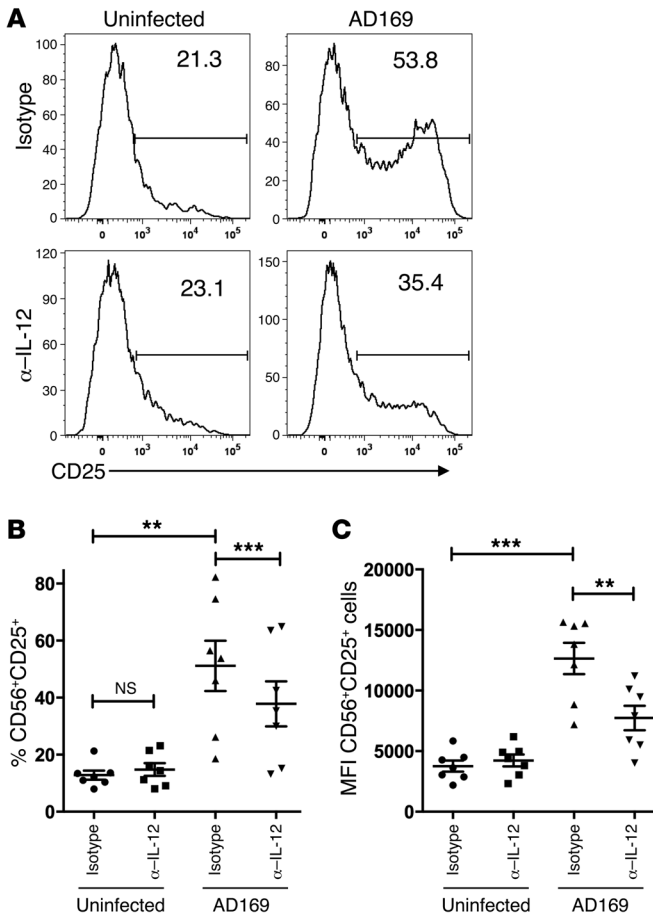 A
Uninfected
AD169
Isotype
100
80
60
40
20
0
21.3
0 10³ 10⁴ 10⁵
80
60
40
20
0
53.8
0 10³ 10⁴ 10⁵
α–IL-12
120
90
60
30
0
23.1
0 10³ 10⁴ 10⁵
150
100
50
0
35.4
0 10³ 10⁴ 10⁵
CD25
B
% CD56⁺CD25⁺
80
60
40
20
0
**
***
NS
Isotype
α–IL-12
Isotype
α–IL-12
Uninfected
AD169
C
MFI CD56⁺CD25⁺ cells
20000
15000
10000
5000
0
***
**
Isotype
α–IL-12
Isotype
α–IL-12
Uninfected
AD169